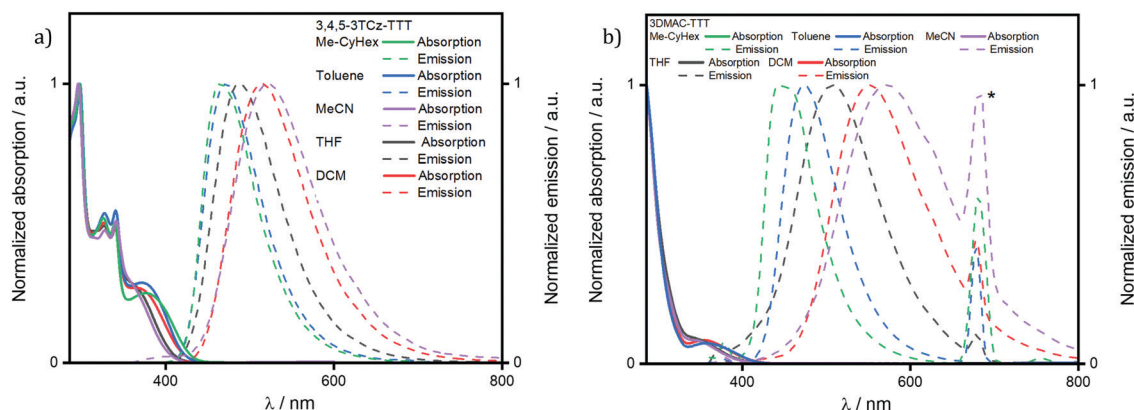 a)
3,4,5-3TCz-TTT
Me-CyHex Absorption
Emission
Toluene Absorption
Emission
MeCN Absorption
Emission
THF Absorption
Emission
DCM Absorption
Emission
Normalized absorption / a.u.
Normalized emission / a.u.
1
0
1
0
400 600 800
λ / nm
b)
3DMAC-TTT
Me-CyHex Absorption Toluene Absorption MeCN Absorption
Emission Emission Emission
THF Absorption DCM Absorption
Emission Emission
*
Normalized absorption / a.u.
Normalized emission / a.u.
1
0
1
0
400 600 800
λ / nm